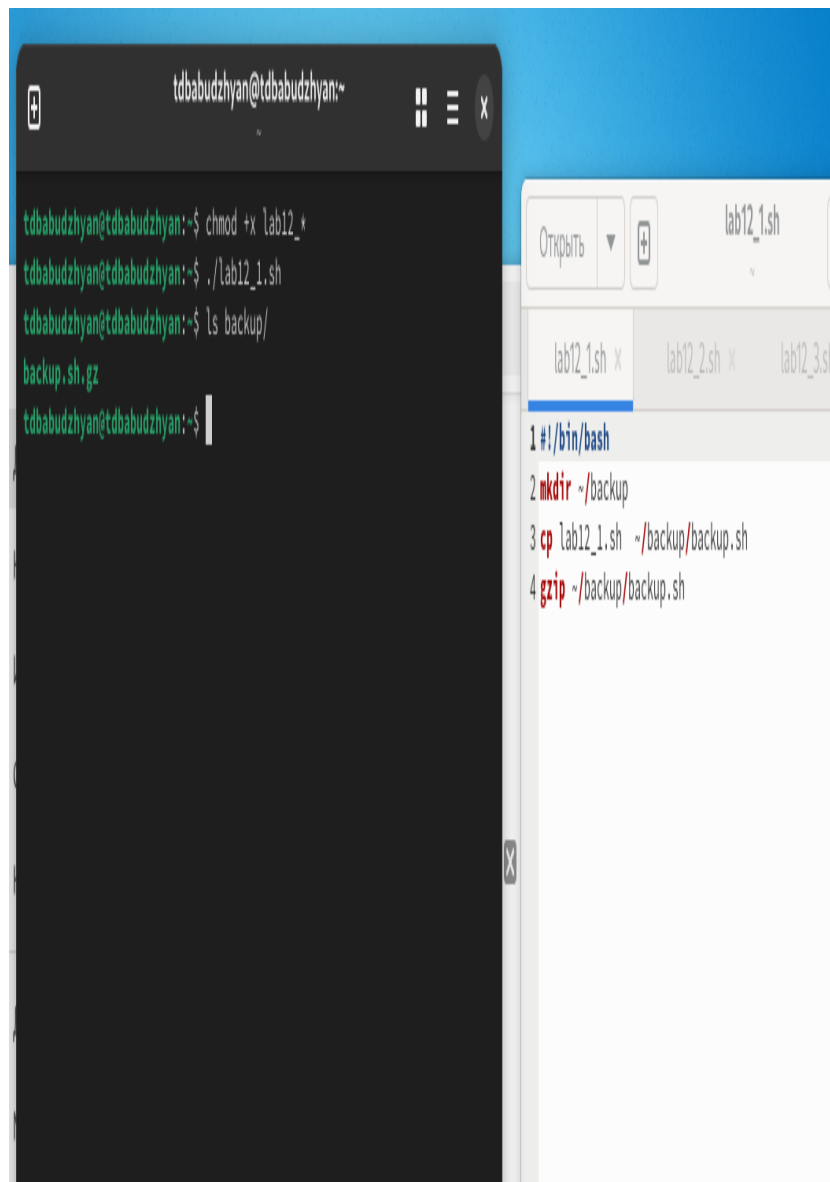 tdbabudzhyan@tdbabudzhyan:~
~
tdbabudzhyan@tdbabudzhyan:~$ chmod +x lab12_*
tdbabudzhyan@tdbabudzhyan:~$ ./lab12_1.sh
tdbabudzhyan@tdbabudzhyan:~$ ls backup/
backup.sh.gz
tdbabudzhyan@tdbabudzhyan:~$
Открыть
lab12_1.sh
~
lab12_1.sh
lab12_2.sh
lab12_3.sh
1 #!/bin/bash
2 mkdir ~/backup
3 cp lab12_1.sh ~/backup/backup.sh
4 gzip ~/backup/backup.sh